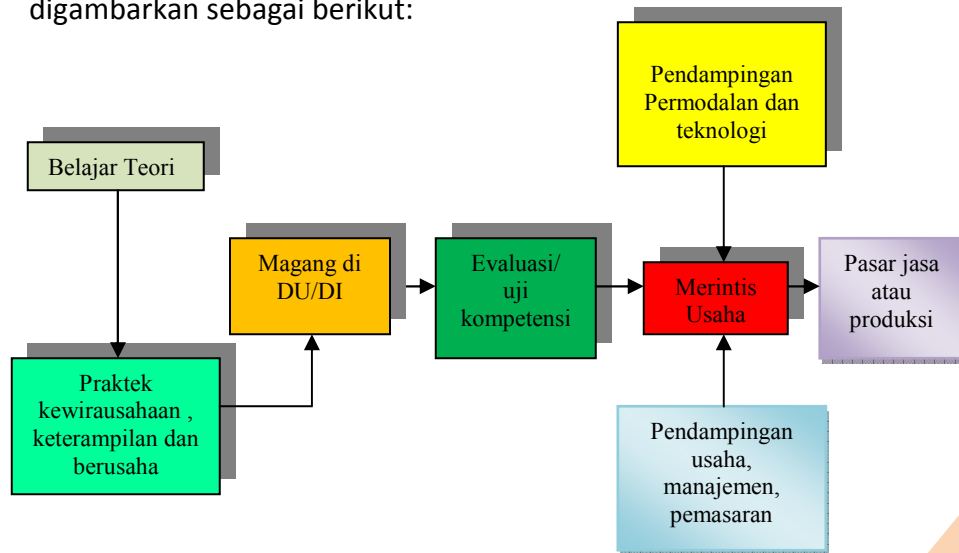 digambarkan sebagai berikut:
Belajar Teori
Praktek
kewirausahaan ,
keterampilan dan
berusaha
Magang di
DU/DI
Evaluasi/
uji
kompetensi
Pendampingan
Permodalan dan
teknologi
Merintis
Usaha
Pendampingan
usaha,
manajemen,
pemasaran
Pasar jasa
atau
produksi